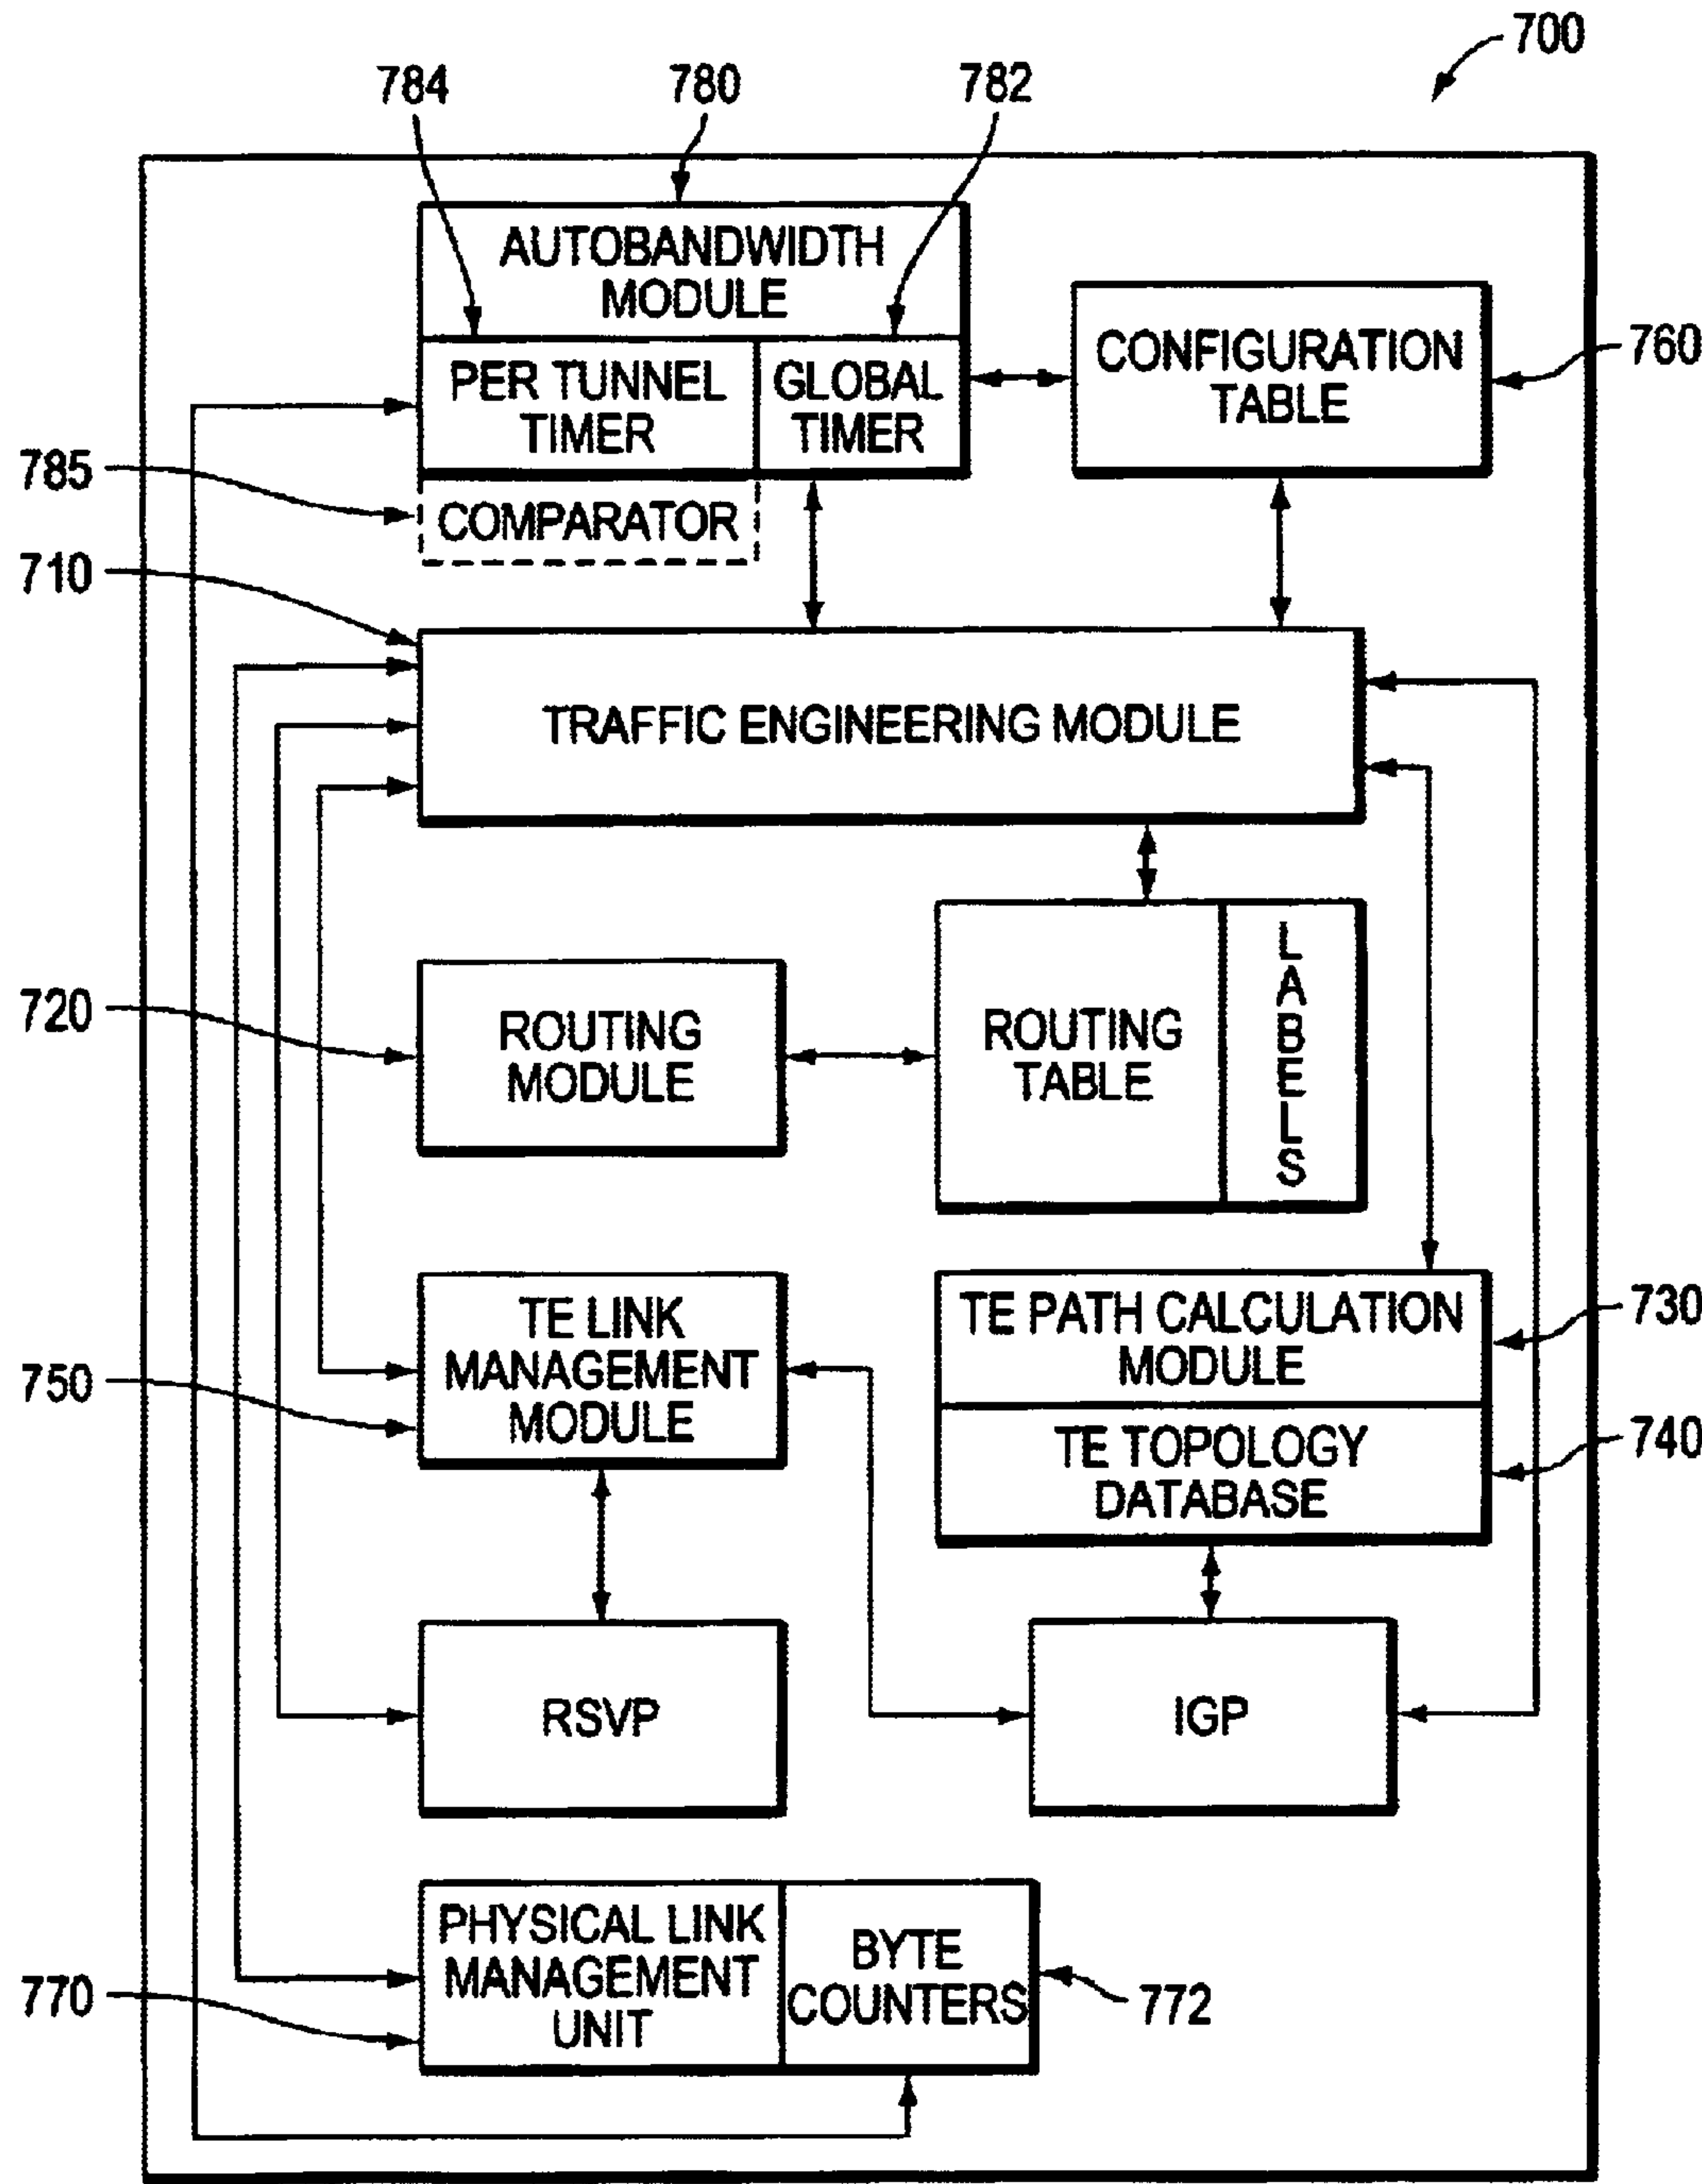 700
784
780
782
AUTOBANDWIDTH
MODULE
PER TUNNEL
TIMER
GLOBAL
TIMER
CONFIGURATION
TABLE
760
785
COMPARATOR
710
TRAFFIC ENGINEERING MODULE
720
ROUTING
MODULE
ROUTING
TABLE
LABELS
TE LINK
MANAGEMENT
MODULE
750
TE PATH CALCULATION
MODULE
730
TE TOPOLOGY
DATABASE
740
RSVP
IGP
PHYSICAL LINK
MANAGEMENT
UNIT
BYTE
COUNTERS
770
772